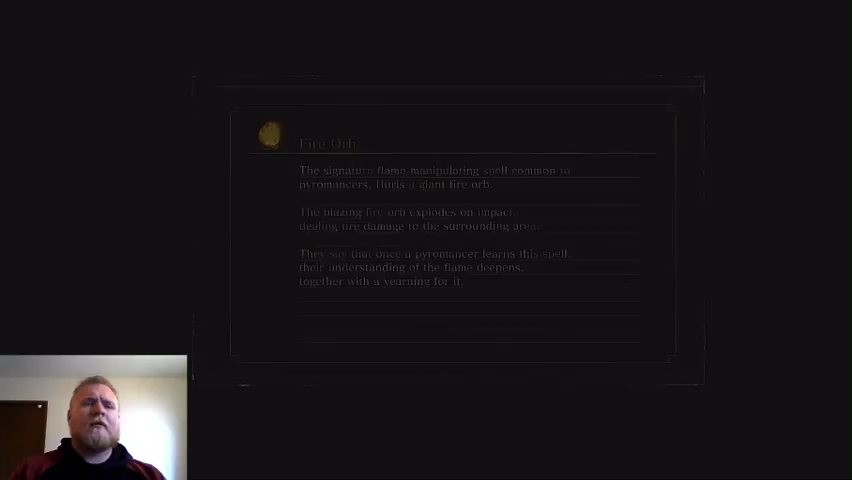 Fire Orb
The signature flame manipulating spell common to
pyromancers. Hurls a giant fire orb.
The blazing fire orb explodes on impact,
dealing fire damage to the surrounding area.
They say that once a pyromancer learns this spell,
their understanding of the flame deepens,
together with a yearning for it.